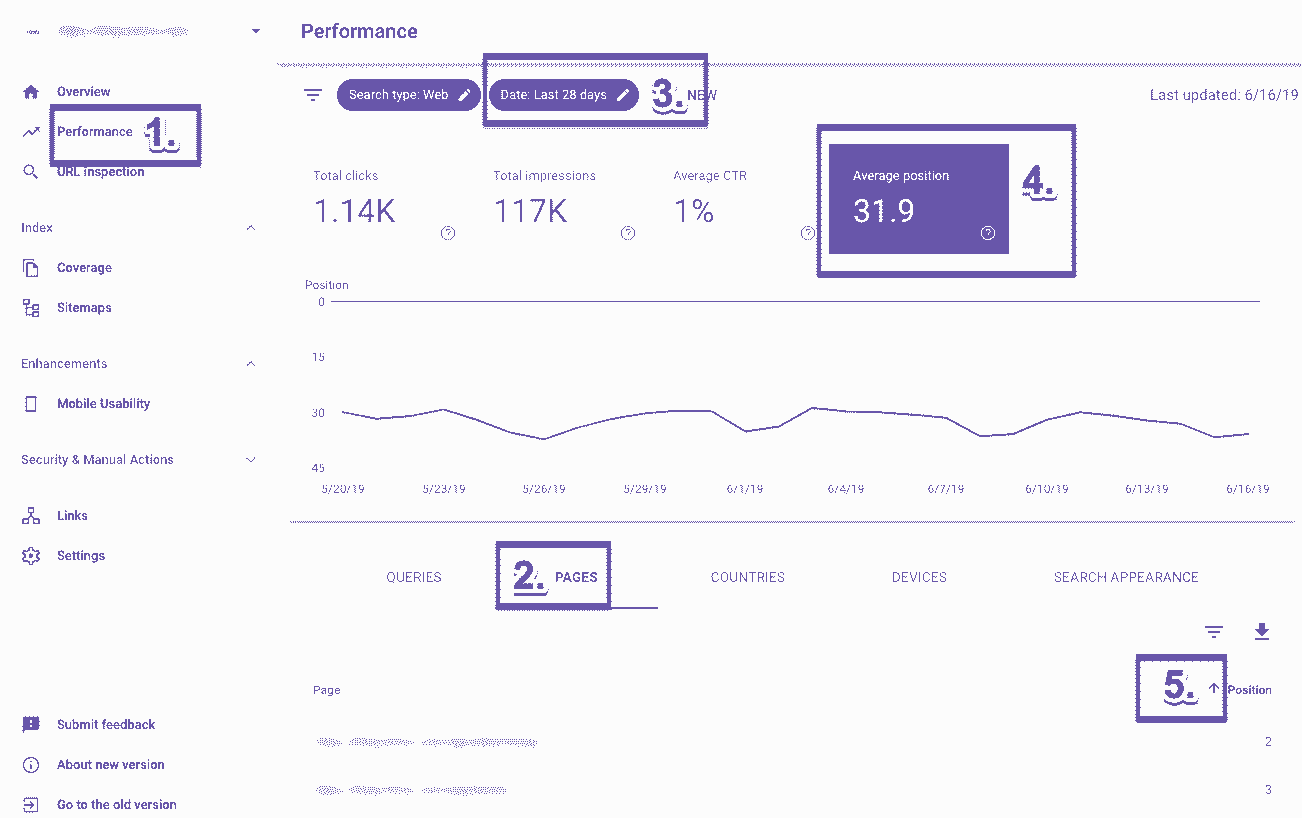 Performance
Overview
Performance 1.
URL inspection
Index
Coverage
Sitemaps
Enhancements
Mobile Usability
Security & Manual Actions
Links
Settings
Submit feedback
About new version
Go to the old version
Search type: Web
Date: Last 28 days
3.
NEW
Last updated: 6/16/19
Total clicks
1.14K
Total impressions
117K
Average CTR
1%
Average position
31.9
4.
Position
0
15
30
45
5/20/19 5/23/19 5/26/19 5/29/19 6/1/19 6/4/19 6/7/19 6/10/19 6/13/19 6/16/19
QUERIES
2. PAGES
COUNTRIES
DEVICES
SEARCH APPEARANCE
Page
5. Position
2
3